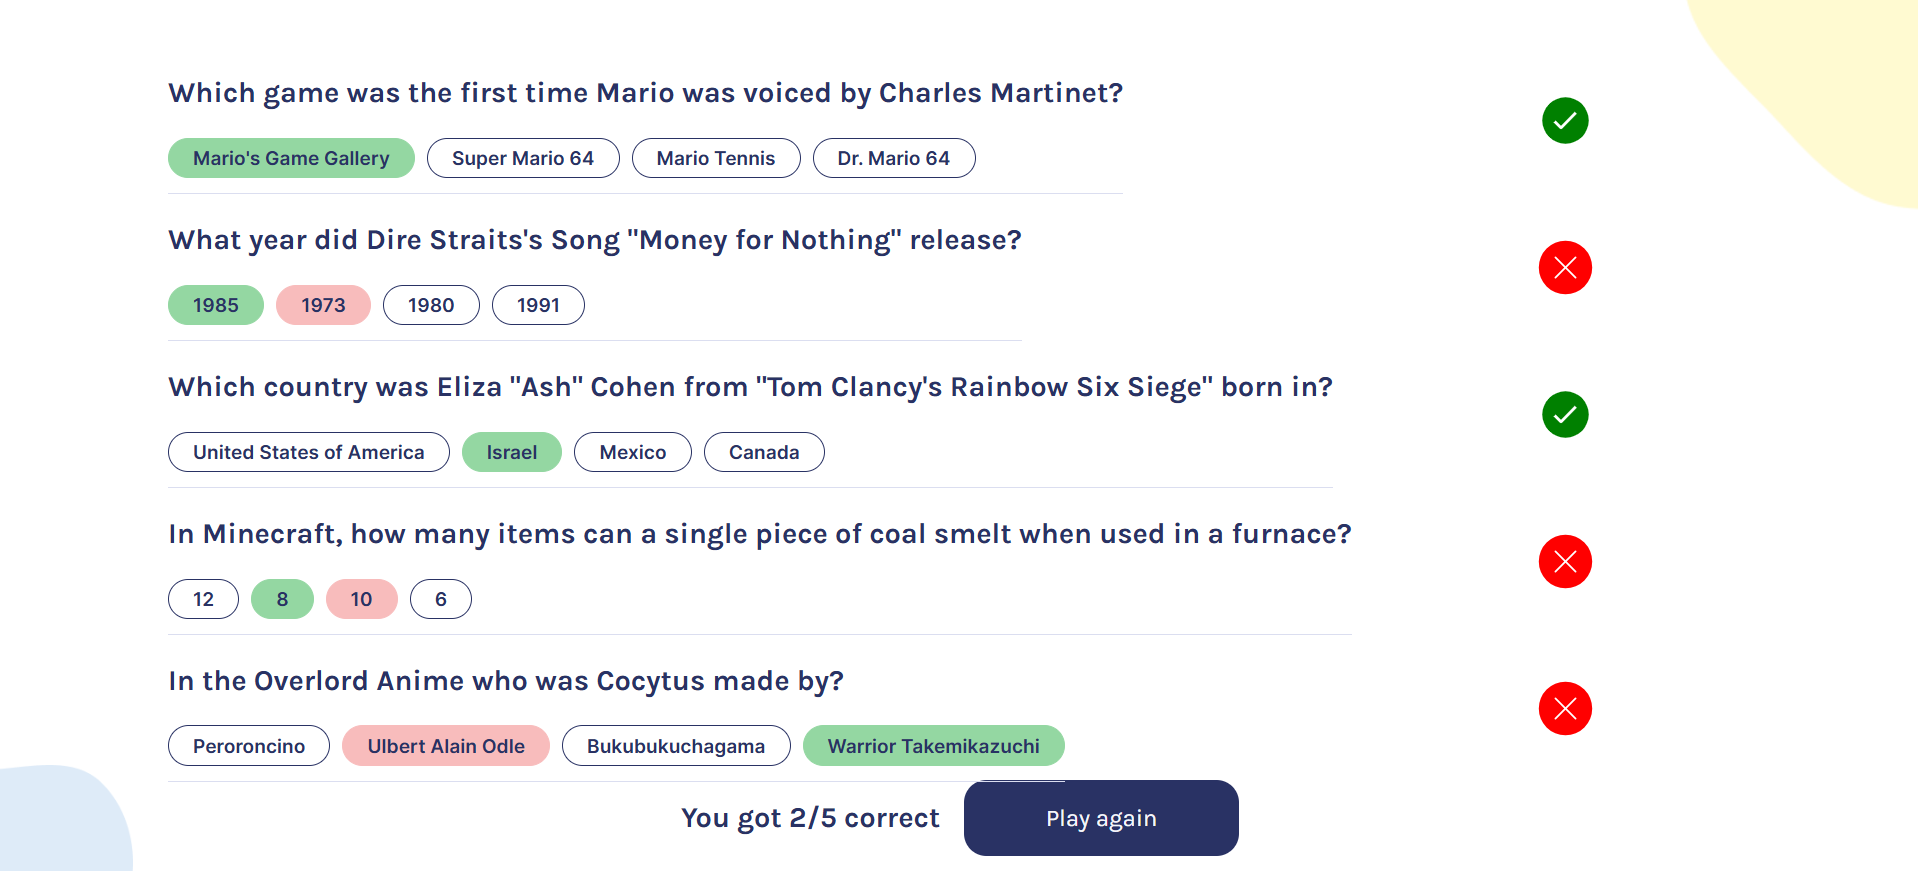 Which game was the first time Mario was voiced by Charles Martinet?
Mario's Game Gallery Super Mario 64 Mario Tennis Dr. Mario 64
What year did Dire Straits's Song "Money for Nothing" release?
1985 1973 1980 1991
Which country was Eliza "Ash" Cohen from "Tom Clancy's Rainbow Six Siege" born in?
United States of America Israel Mexico Canada
In Minecraft, how many items can a single piece of coal smelt when used in a furnace?
12 8 10 6
In the Overlord Anime who was Cocytus made by?
Peroroncino Ulbert Alain Odle Bukubukuchagama Warrior Takemikazuchi
You got 2/5 correct Play again